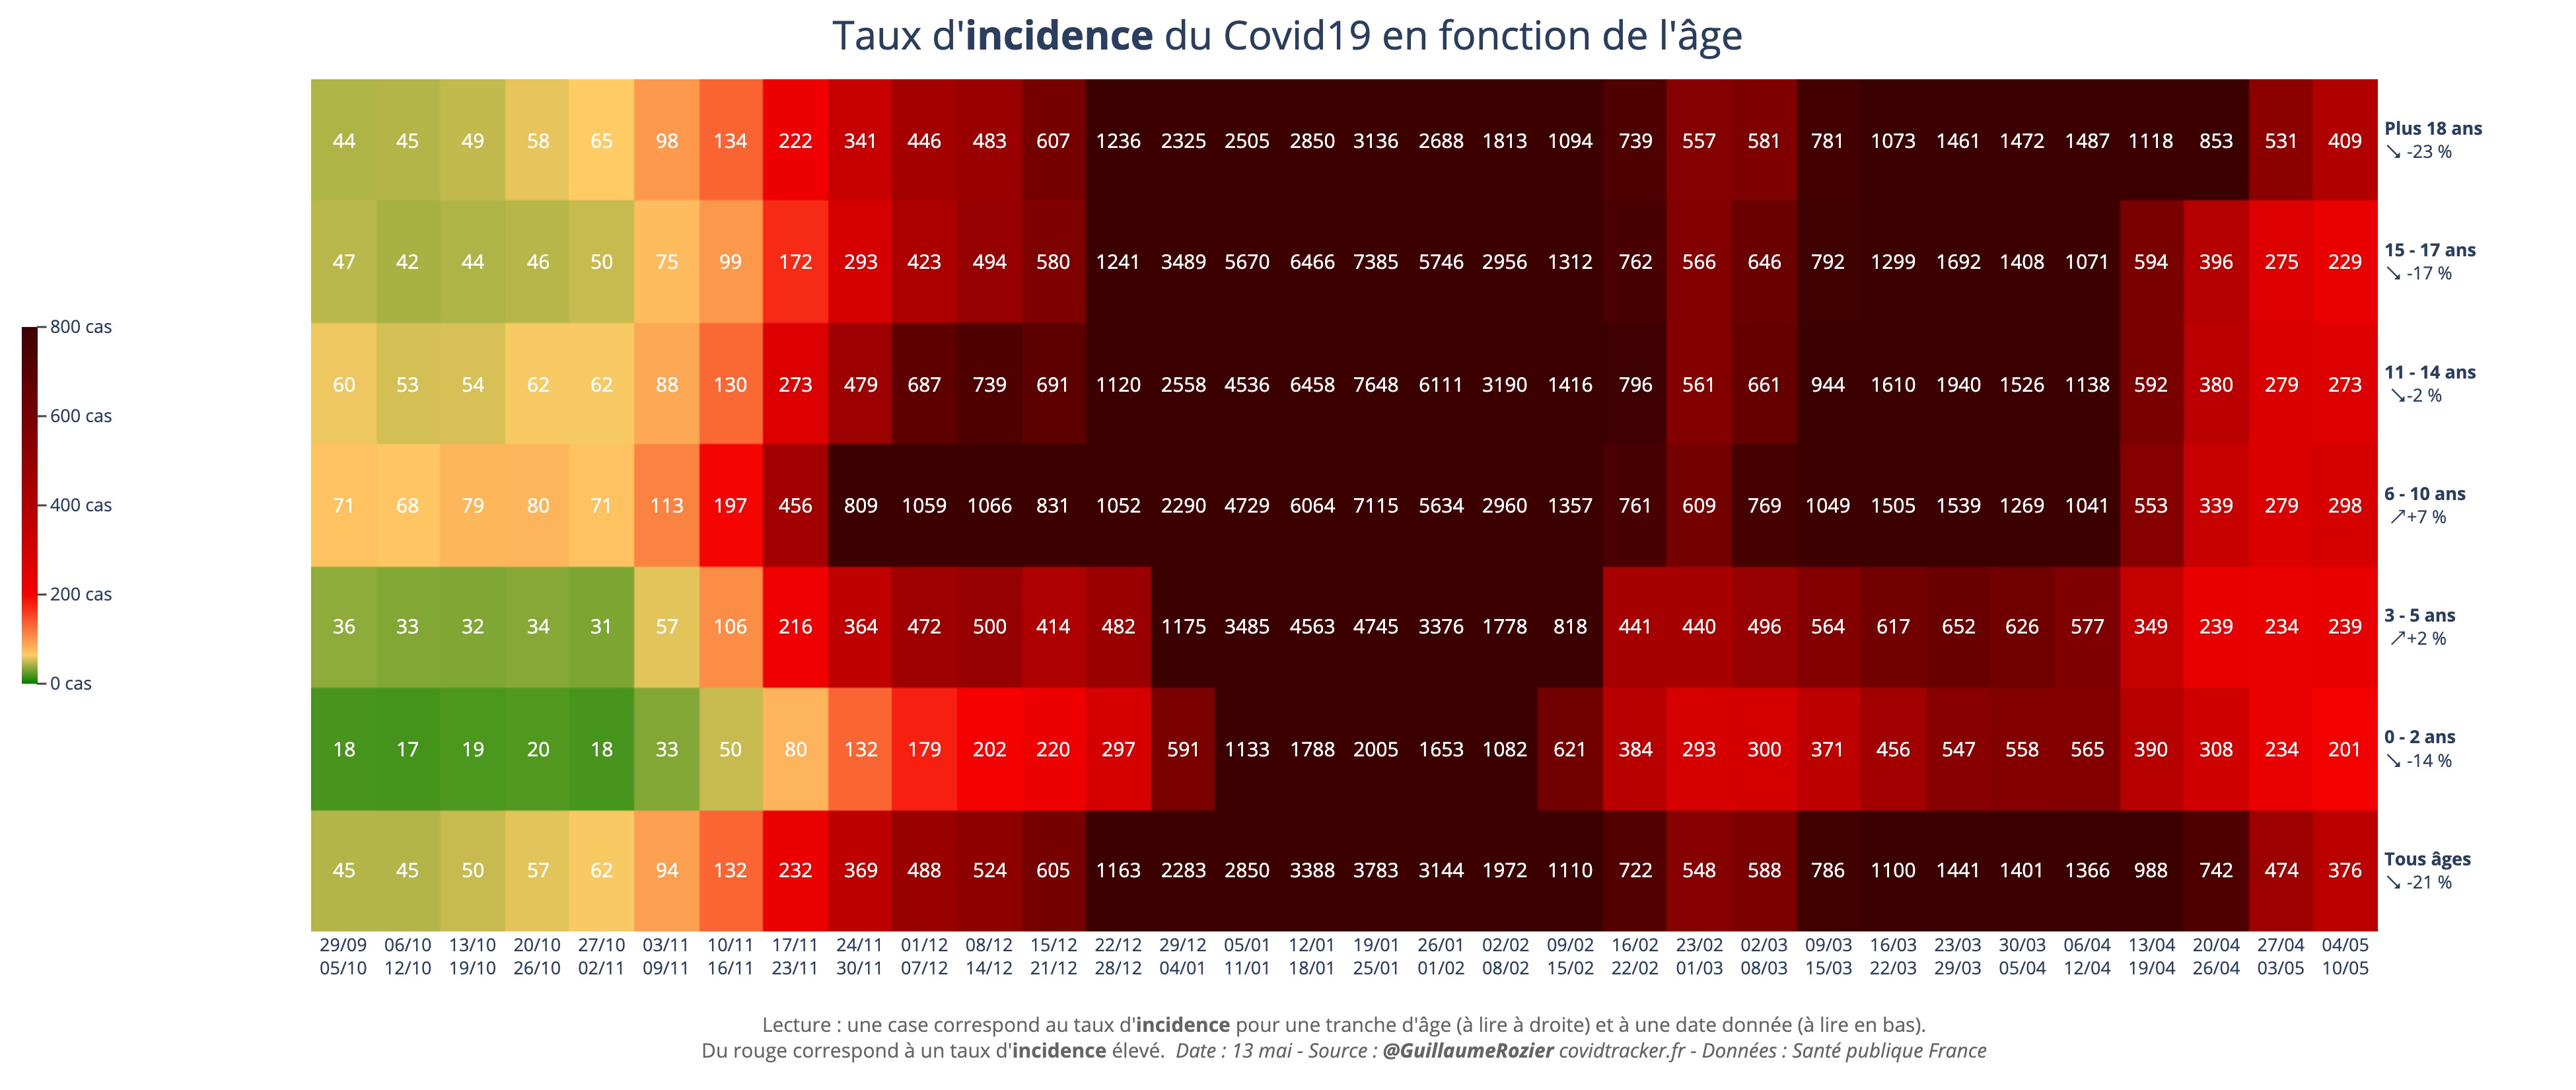 Taux d'incidence du Covid19 en fonction de l'âge
800 cas
600 cas
400 cas
200 cas
0 cas
44 45 49 58 65 98 134 222 341 446 483 607 1236 2325 2505 2850 3136 2688 1813 1094 739 557 581 781 1073 1461 1472 1487 1118 853 531 409
Plus 18 ans
↘ -23 %
47 42 44 46 50 75 99 172 293 423 494 580 1241 3489 5670 6466 7385 5746 2956 1312 762 566 646 792 1299 1692 1408 1071 594 396 275 229
15 - 17 ans
↘ -17 %
60 53 54 62 62 88 130 273 479 687 739 691 1120 2558 4536 6458 7648 6111 3190 1416 796 561 661 944 1610 1940 1526 1138 592 380 279 273
11 - 14 ans
↘-2 %
71 68 79 80 71 113 197 456 809 1059 1066 831 1052 2290 4729 6064 7115 5634 2960 1357 761 609 769 1049 1505 1539 1269 1041 553 339 279 298
6 - 10 ans
↗+7 %
36 33 32 34 31 57 106 216 364 472 500 414 482 1175 3485 4563 4745 3376 1778 818 441 440 496 564 617 652 626 577 349 239 234 239
3 - 5 ans
↗+2 %
18 17 19 20 18 33 50 80 132 179 202 220 297 591 1133 1788 2005 1653 1082 621 384 293 300 371 456 547 558 565 390 308 234 201
0 - 2 ans
↘ -14 %
45 45 50 57 62 94 132 232 369 488 524 605 1163 2283 2850 3388 3783 3144 1972 1110 722 548 588 786 1100 1441 1401 1366 988 742 474 376
Tous âges
↘ -21 %
29/09 06/10 13/10 20/10 27/10 03/11 10/11 17/11 24/11 01/12 08/12 15/12 22/12 29/12 05/01 12/01 19/01 26/01 02/02 09/02 16/02 23/02 02/03 09/03 16/03 23/03 30/03 06/04 13/04 20/04 27/04 04/05
05/10 12/10 19/10 26/10 02/11 09/11 16/11 23/11 30/11 07/12 14/12 21/12 28/12 04/01 11/01 18/01 25/01 01/02 08/02 15/02 22/02 01/03 08/03 15/03 22/03 29/03 05/04 12/04 19/04 26/04 03/05 10/05
Lecture : une case correspond au taux d'incidence pour une tranche d'âge (à lire à droite) et à une date donnée (à lire en bas).
Du rouge correspond à un taux d'incidence élevé. Date : 13 mai - Source : @GuillaumeRozier covidtracker.fr - Données : Santé publique France